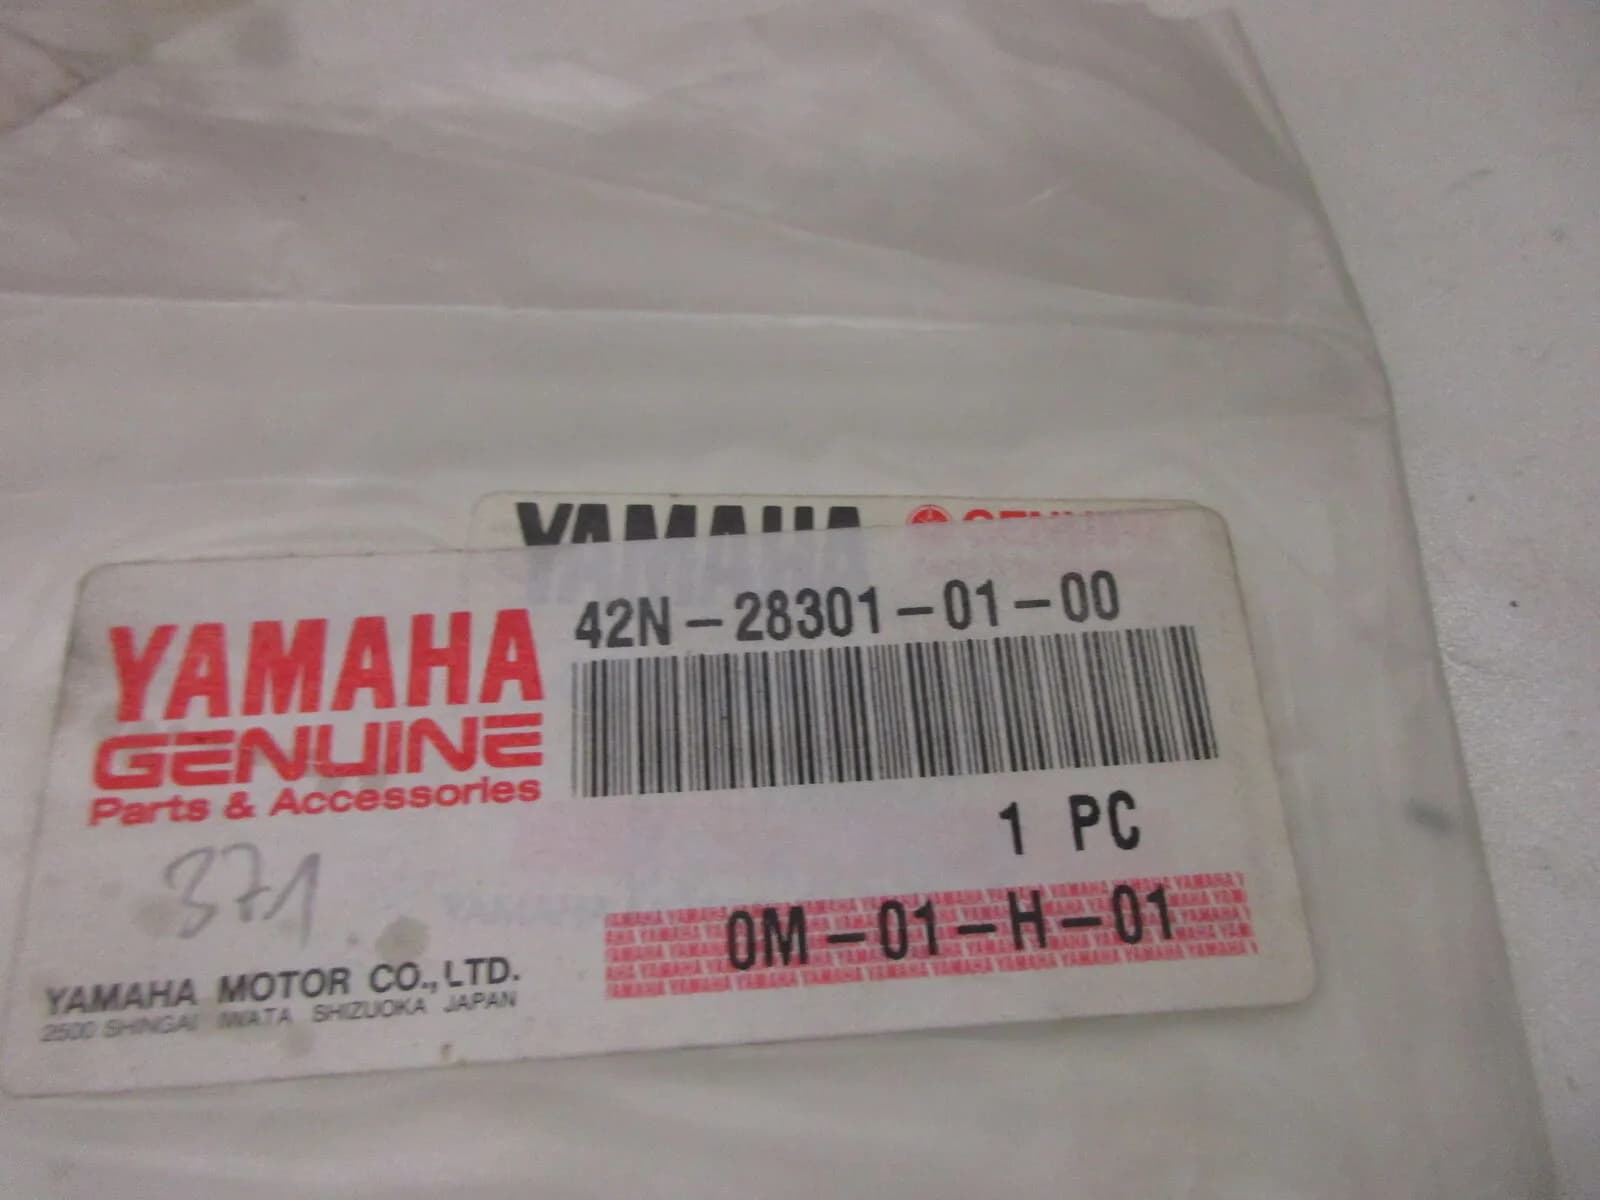 YAMAHA GENUINE
YAMAHA
GENUINE
Parts & Accessories
42N-28301-01-00
1 PC
371
0M-01-H-01
YAMAHA MOTOR CO., LTD.
2500 SHINGAI IWATA SHIZUOKA JAPAN